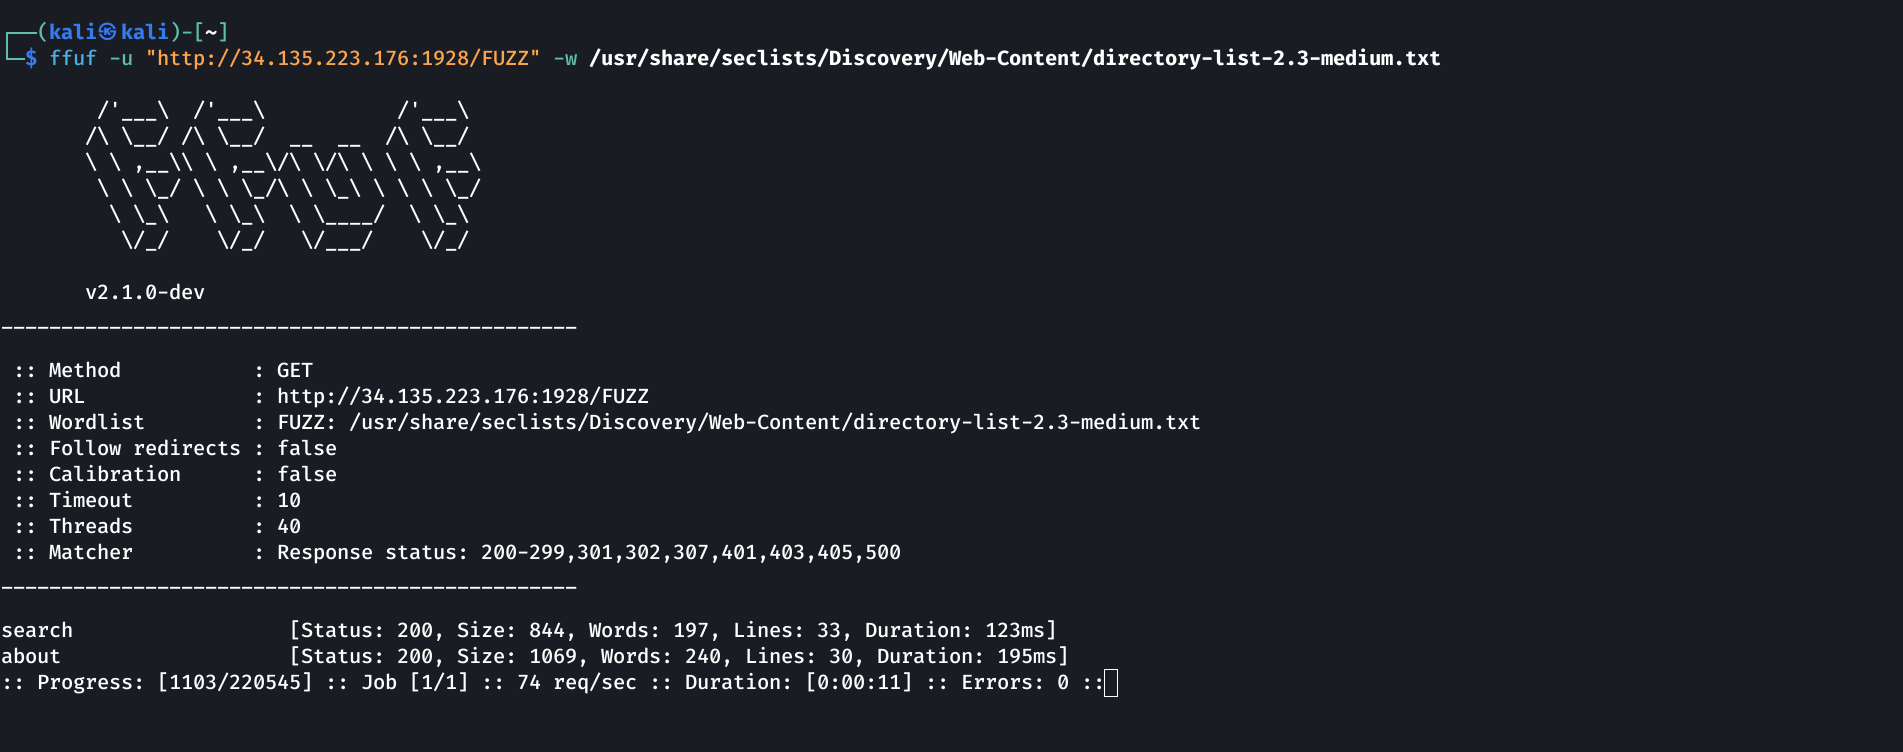 ┌──(kali㉿kali)-[~]
└─$ ffuf -u "http://34.135.223.176:1928/FUZZ" -w /usr/share/seclists/Discovery/Web-Content/directory-list-2.3-medium.txt

        /'___\  /'___\           /'___\
       /\ \__/ /\ \__/  __  __  /\ \__/
       \ \ ,__\\ \ ,__\/\ \/\ \ \ \ ,__\
        \ \ \_/ \ \ \_/\ \ \_\ \ \ \ \_/
         \ \_\   \ \_\  \ \____/  \ \_\
          \/_/    \/_/   \/___/    \/_/

       v2.1.0-dev
________________________________________________

 :: Method           : GET
 :: URL              : http://34.135.223.176:1928/FUZZ
 :: Wordlist         : FUZZ: /usr/share/seclists/Discovery/Web-Content/directory-list-2.3-medium.txt
 :: Follow redirects : false
 :: Calibration      : false
 :: Timeout          : 10
 :: Threads          : 40
 :: Matcher          : Response status: 200-299,301,302,307,401,403,405,500
________________________________________________

search                  [Status: 200, Size: 844, Words: 197, Lines: 33, Duration: 123ms]
about                   [Status: 200, Size: 1069, Words: 240, Lines: 30, Duration: 195ms]
:: Progress: [1103/220545] :: Job [1/1] :: 74 req/sec :: Duration: [0:00:11] :: Errors: 0 ::